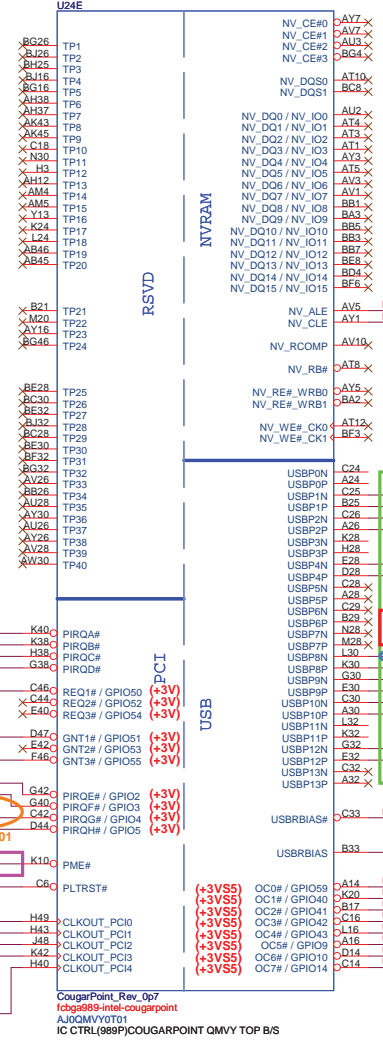 U24E
BG26 TP1
BJ26 TP2
BH25 TP3
BJ16 TP4
BG16 TP5
AH38 TP6
AH37 TP7
AK43 TP8
AK45 TP9
C18 TP10
N30 TP11
H3 TP12
AH12 TP13
AM4 TP14
AM5 TP15
Y13 TP16
K24 TP17
L24 TP18
AB46 TP19
AB45 TP20
B21 TP21
M20 TP22
AY16 TP23
BG46 TP24
BE28 TP25
BC30 TP26
BE32 TP27
BJ32 TP28
BC28 TP29
BE30 TP30
BF32 TP31
BG32 TP32
AV26 TP33
BB26 TP34
AU28 TP35
AY30 TP36
AU26 TP37
AY26 TP38
AV28 TP39
AW30 TP40
RSVD
NVRAM
NV_CE#0 AY7
NV_CE#1 AV7
NV_CE#2 AU3
NV_CE#3 BG4
NV_DQS0 AT10
NV_DQS1 BC8
NV_DQ0 / NV_IO0 AU2
NV_DQ1 / NV_IO1 AT4
NV_DQ2 / NV_IO2 AT3
NV_DQ3 / NV_IO3 AT1
NV_DQ4 / NV_IO4 AY3
NV_DQ5 / NV_IO5 AT5
NV_DQ6 / NV_IO6 AV3
NV_DQ7 / NV_IO7 AV1
NV_DQ8 / NV_IO8 BB1
NV_DQ9 / NV_IO9 BA3
NV_DQ10 / NV_IO10 BB5
NV_DQ11 / NV_IO11 BB3
NV_DQ12 / NV_IO12 BB7
NV_DQ13 / NV_IO13 BE8
NV_DQ14 / NV_IO14 BD4
NV_DQ15 / NV_IO15 BF6
NV_ALE AV5
NV_CLE AY1
NV_RCOMP AV10
NV_RB# AT8
NV_RE#_WRB0 AY5
NV_RE#_WRB1 BA2
NV_WE#_CK0 AT12
NV_WE#_CK1 BF3
USBP0N C24
USBP0P A24
USBP1N C25
USBP1P B25
USBP2N C26
USBP2P A26
USBP3N K28
USBP3P H28
USBP4N E28
USBP4P D28
USBP5N C28
USBP5P A28
USBP6N C29
USBP6P B29
USBP7N N28
USBP7P M28
USBP8N L30
USBP8P K30
USBP9N G30
USBP9P E30
USBP10N C30
USBP10P A30
USBP11N L32
USBP11P K32
USBP12N G32
USBP12P E32
USBP13N C32
USBP13P A32
PCI
USB
K40 PIRQA#
K38 PIRQB#
H38 PIRQC#
G38 PIRQD#
C46 REQ1# / GPIO50 (+3V)
C44 REQ2# / GPIO52 (+3V)
E40 REQ3# / GPIO54 (+3V)
D47 GNT1# / GPIO51 (+3V)
E42 GNT2# / GPIO53 (+3V)
F46 GNT3# / GPIO55 (+3V)
G42 PIRQE# / GPIO2 (+3V)
G40 PIRQF# / GPIO3 (+3V)
C42 PIRQG# / GPIO4 (+3V)
D44 PIRQH# / GPIO5 (+3V)
01
K10 PME#
C6 PLTRST#
H49 CLKOUT_PCI0
H43 CLKOUT_PCI1
J48 CLKOUT_PCI2
K42 CLKOUT_PCI3
H40 CLKOUT_PCI4
USBRBIAS# C33
USBRBIAS B33
(+3VS5) OC0# / GPIO59 A14
(+3VS5) OC1# / GPIO40 K20
(+3VS5) OC2# / GPIO41 B17
(+3VS5) OC3# / GPIO42 C16
(+3VS5) OC4# / GPIO43 L16
(+3VS5) OC5# / GPIO9 A16
(+3VS5) OC6# / GPIO10 D14
(+3VS5) OC7# / GPIO14 C14
CougarPoint_Rev_0p7
fcbga989-intel-cougarpoint
AJ0QMVY0T01
IC CTRL(989P)COUGARPOINT QMVY TOP B/S